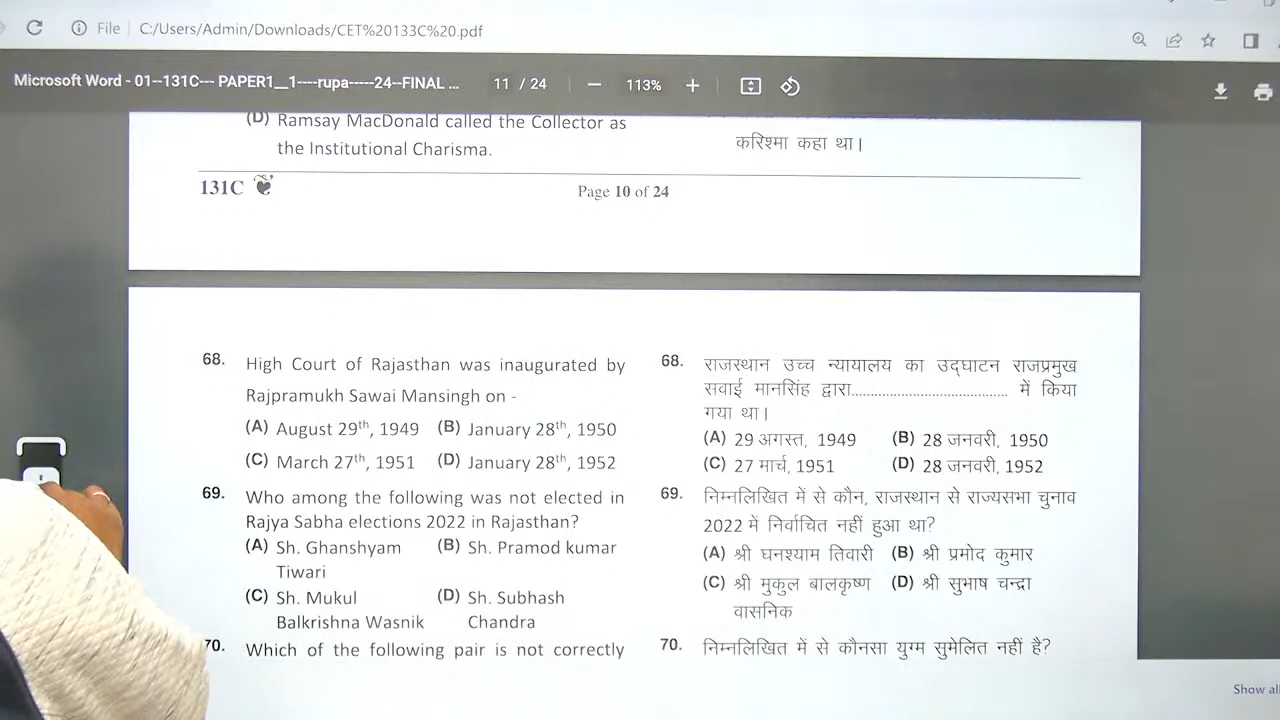 File
C:/Users/Admin/Downloads/CET%20133C%20.pdf
Microsoft Word - 01--131C--- PAPER1__1----rupa-----24--FINAL ...
11 / 24
113%
(D) Ramsay MacDonald called the Collector as
the Institutional Charisma.
करिश्मा कहा था।
131C
Page 10 of 24
68. High Court of Rajasthan was inaugurated by
Rajpramukh Sawai Mansingh on -
(A) August 29th, 1949 (B) January 28th, 1950
(C) March 27th, 1951 (D) January 28th, 1952
69. Who among the following was not elected in
Rajya Sabha elections 2022 in Rajasthan?
(A) Sh. Ghanshyam (B) Sh. Pramod kumar
Tiwari
(C) Sh. Mukul (D) Sh. Subhash
Balkrishna Wasnik Chandra
70. Which of the following pair is not correctly
68. राजस्थान उच्च न्यायालय का उद्घाटन राजप्रमुख
सवाई मानसिंह द्वारा...................................... में किया
गया था।
(A) 29 अगस्त, 1949 (B) 28 जनवरी, 1950
(C) 27 मार्च, 1951 (D) 28 जनवरी, 1952
69. निम्नलिखित में से कौन, राजस्थान से राज्यसभा चुनाव
2022 में निर्वाचित नहीं हुआ था?
(A) श्री घनश्याम तिवारी (B) श्री प्रमोद कुमार
(C) श्री मुकुल बालकृष्ण (D) श्री सुभाष चन्द्रा
वासनिक
70. निम्नलिखित में से कौनसा युग्म सुमेलित नहीं है?
Show all